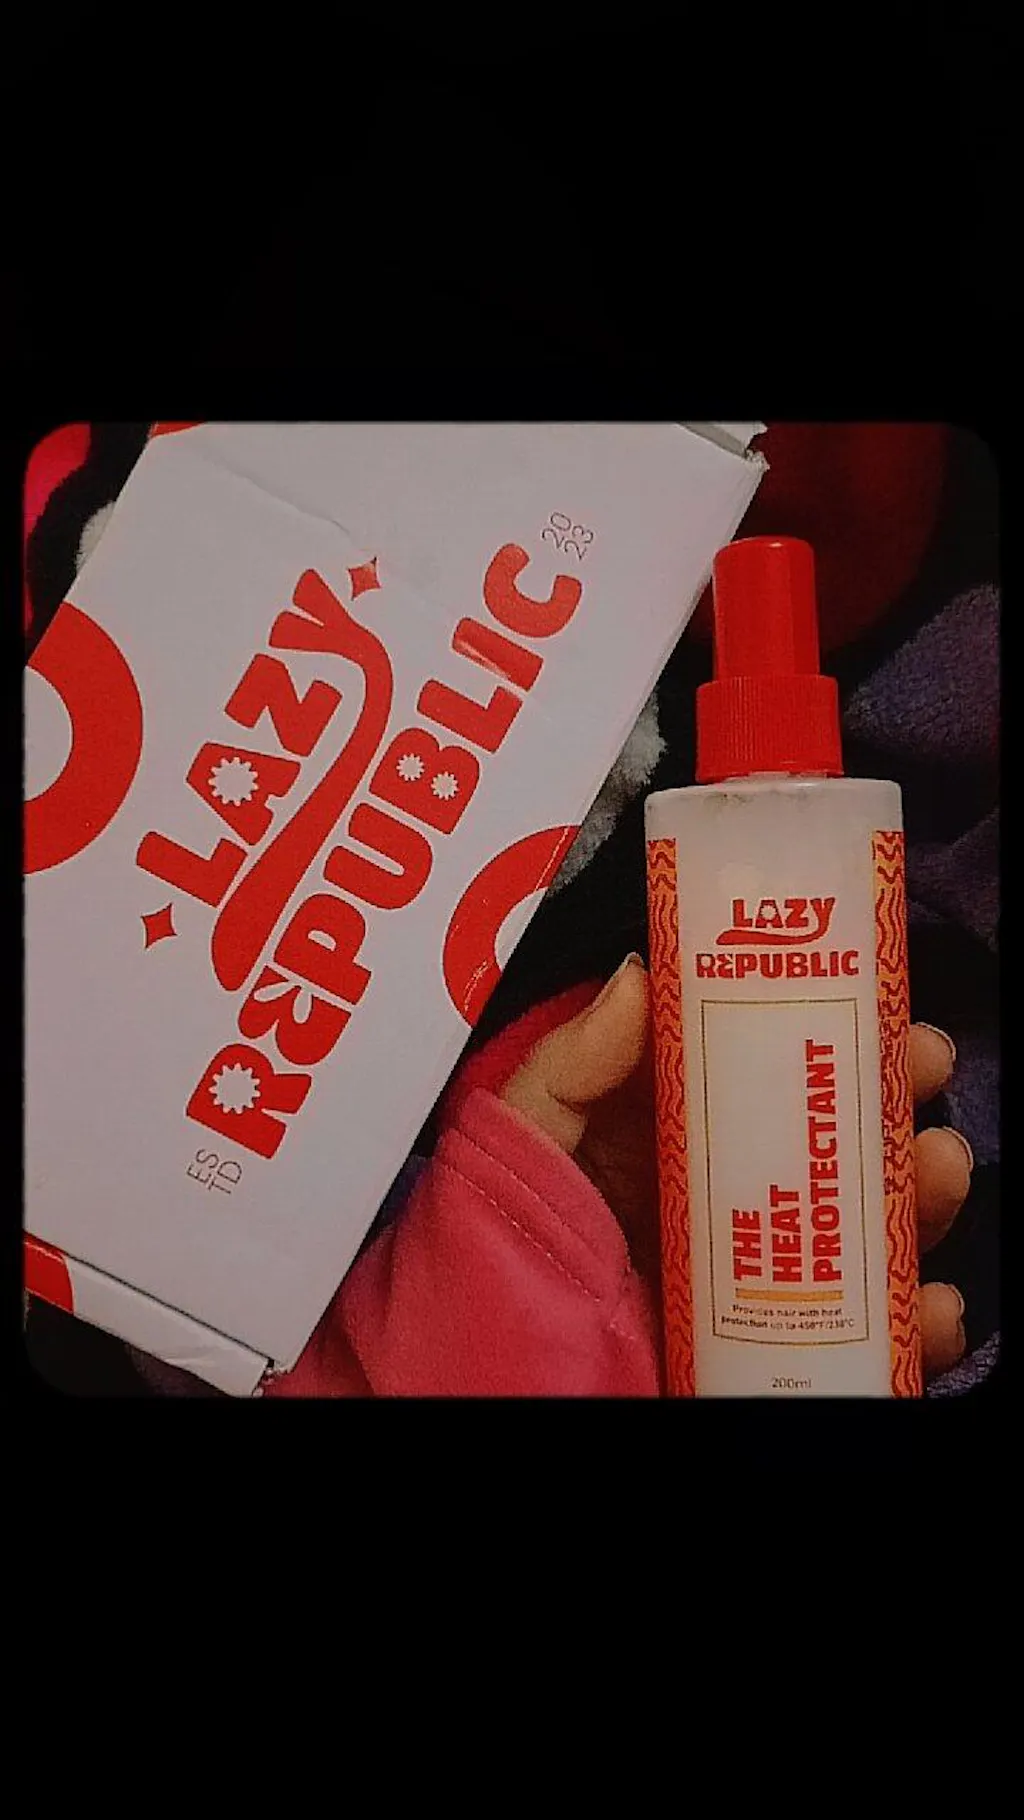 LAZY
REPUBLIC
ES
TD
20
23
LAZY
REPUBLIC
THE
HEAT
PROTECTANT
Provides hair with heat
protection up to 450°F/230°C
200ml